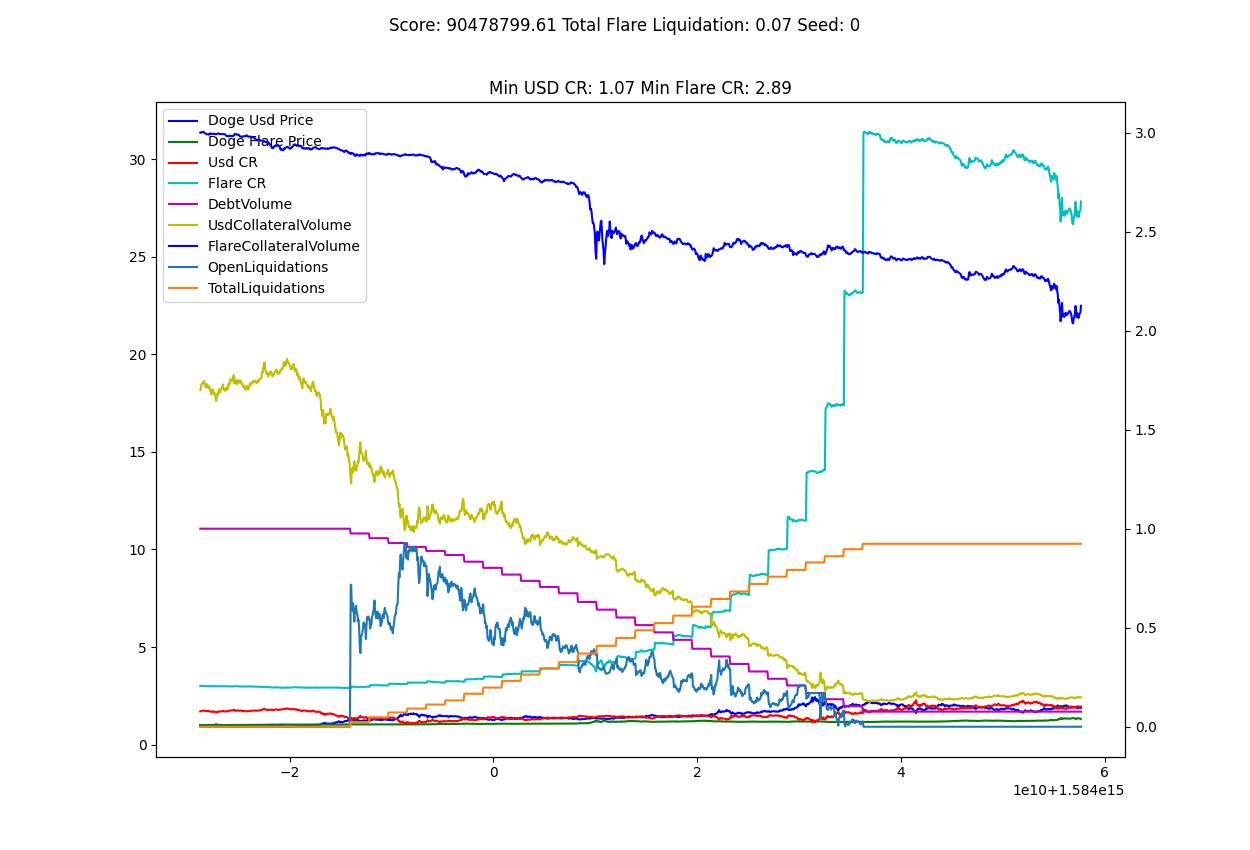 Score: 90478799.61 Total Flare Liquidation: 0.07 Seed: 0
Min USD CR: 1.07 Min Flare CR: 2.89
Doge Usd Price
Doge Flare Price
Usd CR
Flare CR
DebtVolume
UsdCollateralVolume
FlareCollateralVolume
OpenLiquidations
TotalLiquidations
30
25
20
15
10
5
0
3.0
2.5
2.0
1.5
1.0
0.5
0.0
−2 0 2 4 6
1e10+1.584e15